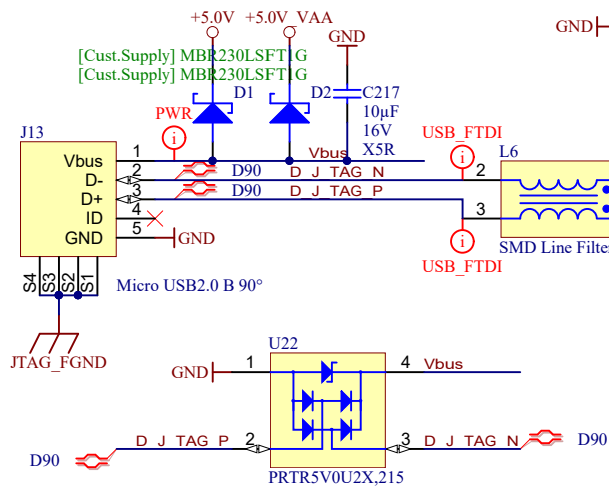 +5.0V
+5.0V_VAA
GND
GND
[Cust.Supply] MBR230LSFT1G
[Cust.Supply] MBR230LSFT1G
D1
D2
C217
10µF
16V
X5R
PWR
J13
Vbus
1
Vbus
USB_FTDI
L6
D-
2
D90
D_J_TAG_N
2
D+
3
D90
D_J_TAG_P
ID
4
3
GND
5
GND
USB_FTDI
SMD Line Filter
S4
S3
S2
S1
Micro USB2.0 B 90°
JTAG_FGND
U22
GND
1
4
Vbus
D90
D_J_TAG_P
2
3
D_J_TAG_N
D90
PRTR5V0U2X,215